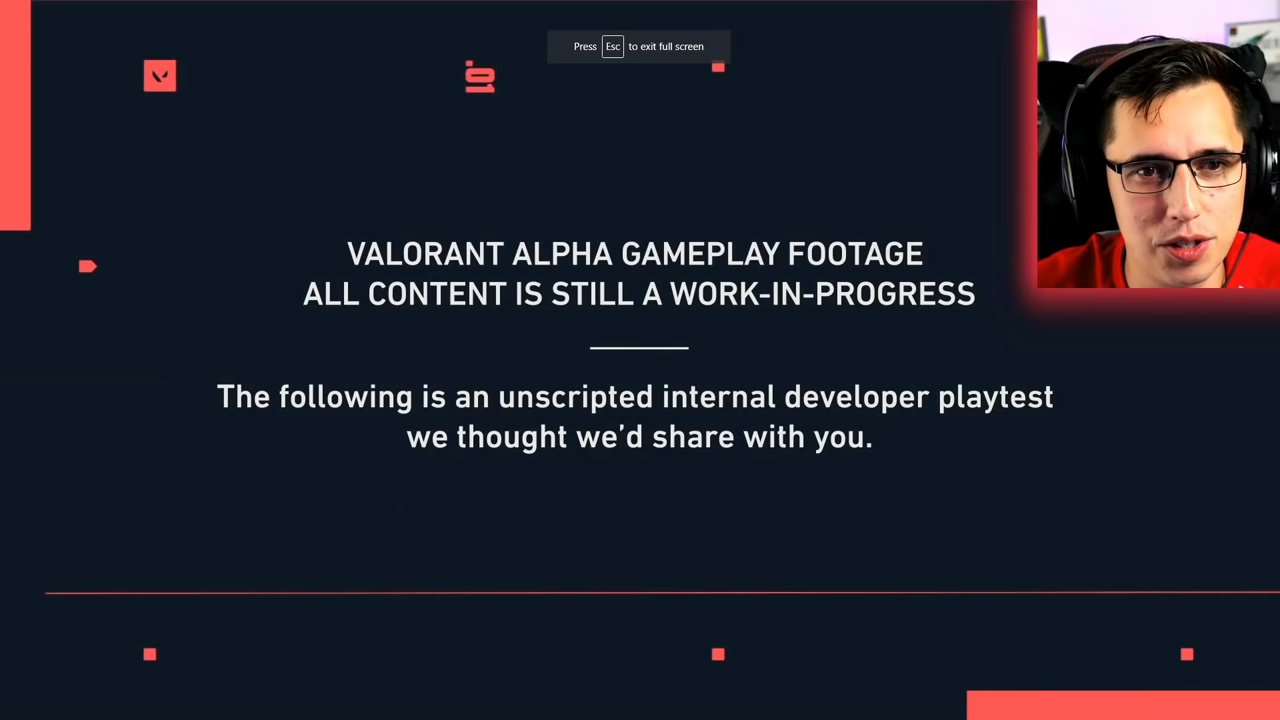 Press Esc to exit full screen
VALORANT ALPHA GAMEPLAY FOOTAGE
ALL CONTENT IS STILL A WORK-IN-PROGRESS
The following is an unscripted internal developer playtest
we thought we’d share with you.